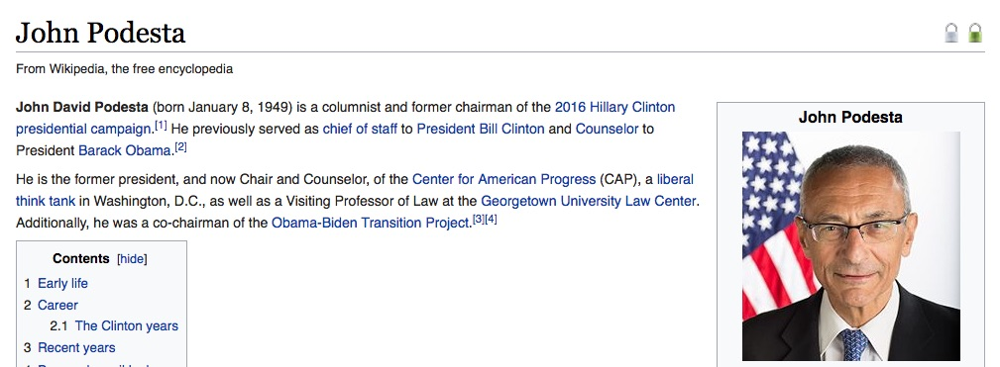 John Podesta
From Wikipedia, the free encyclopedia
John David Podesta (born January 8, 1949) is a columnist and former chairman of the 2016 Hillary Clinton
presidential campaign.[1] He previously served as chief of staff to President Bill Clinton and Counselor to
President Barack Obama.[2]
He is the former president, and now Chair and Counselor, of the Center for American Progress (CAP), a liberal
think tank in Washington, D.C., as well as a Visiting Professor of Law at the Georgetown University Law Center.
Additionally, he was a co-chairman of the Obama-Biden Transition Project.[3][4]
Contents [hide]
1 Early life
2 Career
2.1 The Clinton years
3 Recent years
John Podesta